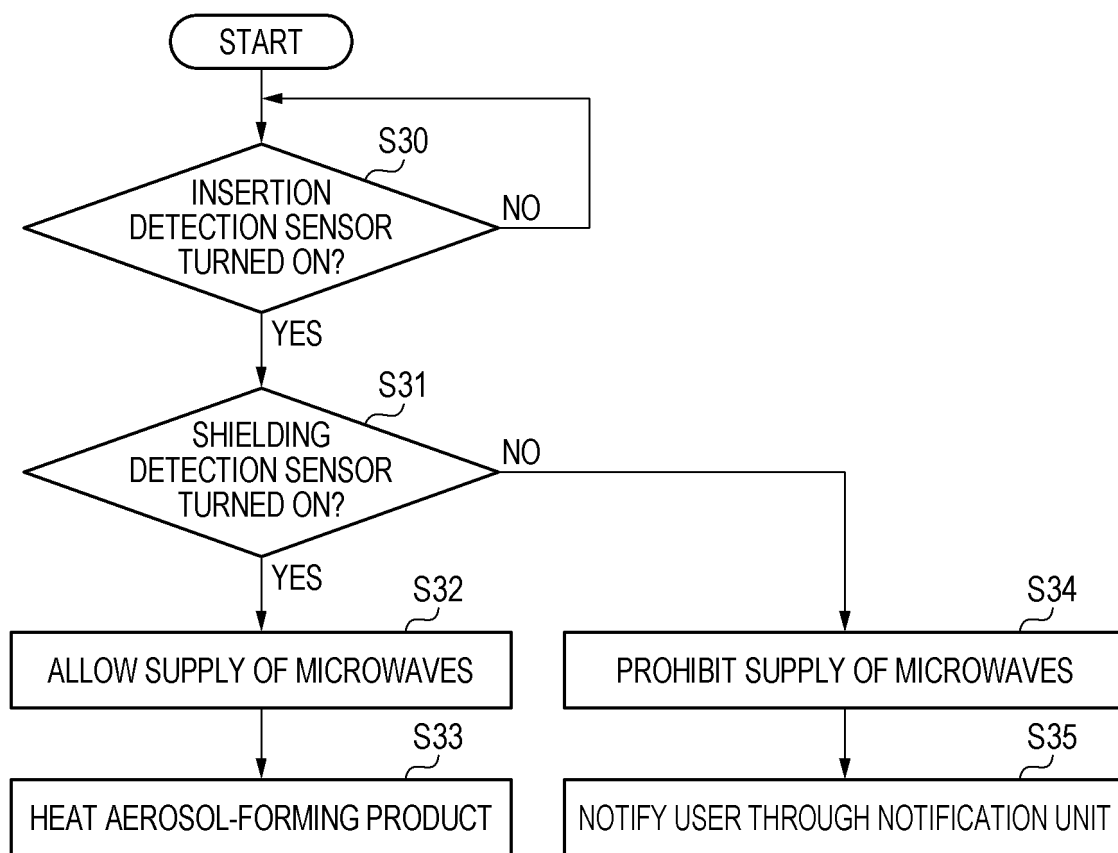 START
S30
INSERTION
DETECTION SENSOR
TURNED ON?
NO
YES
S31
SHIELDING
DETECTION SENSOR
TURNED ON?
NO
YES
S32
ALLOW SUPPLY OF MICROWAVES
S34
PROHIBIT SUPPLY OF MICROWAVES
S33
HEAT AEROSOL-FORMING PRODUCT
S35
NOTIFY USER THROUGH NOTIFICATION UNIT